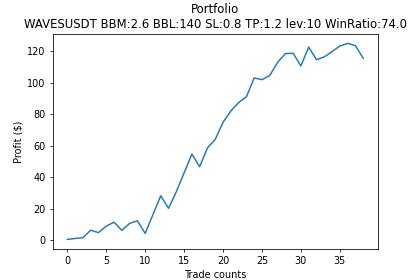 Portfolio
WAVESUSDT BBM:2.6 BBL:140 SL:0.8 TP:1.2 lev:10 WinRatio:74.0
120
100
80
60
40
20
0
Profit ($)
0 5 10 15 20 25 30 35
Trade counts